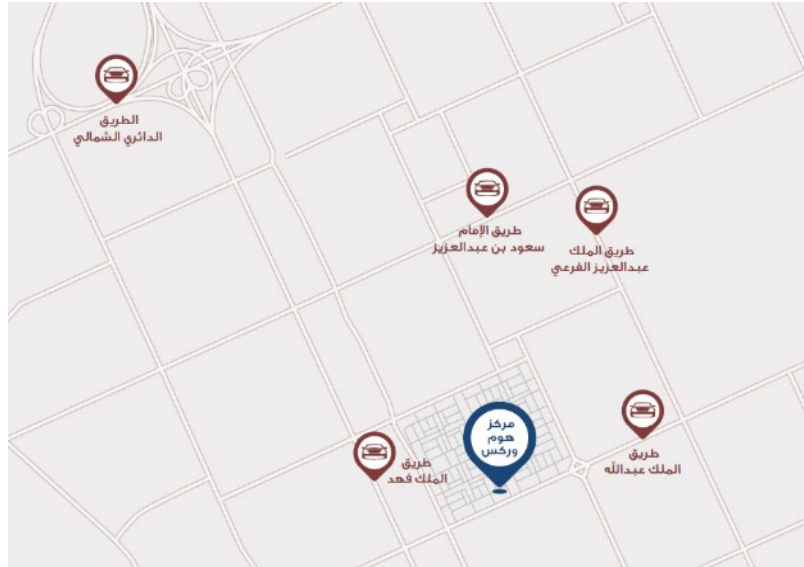 الطريق
الدائري الشمالي
طريق الإمام
سعود بن عبدالعزيز
طريق الملك
عبدالعزيز الفرعي
مركز
هوم
وركس
طريق
الملك عبدالله
طريق
الملك فهد